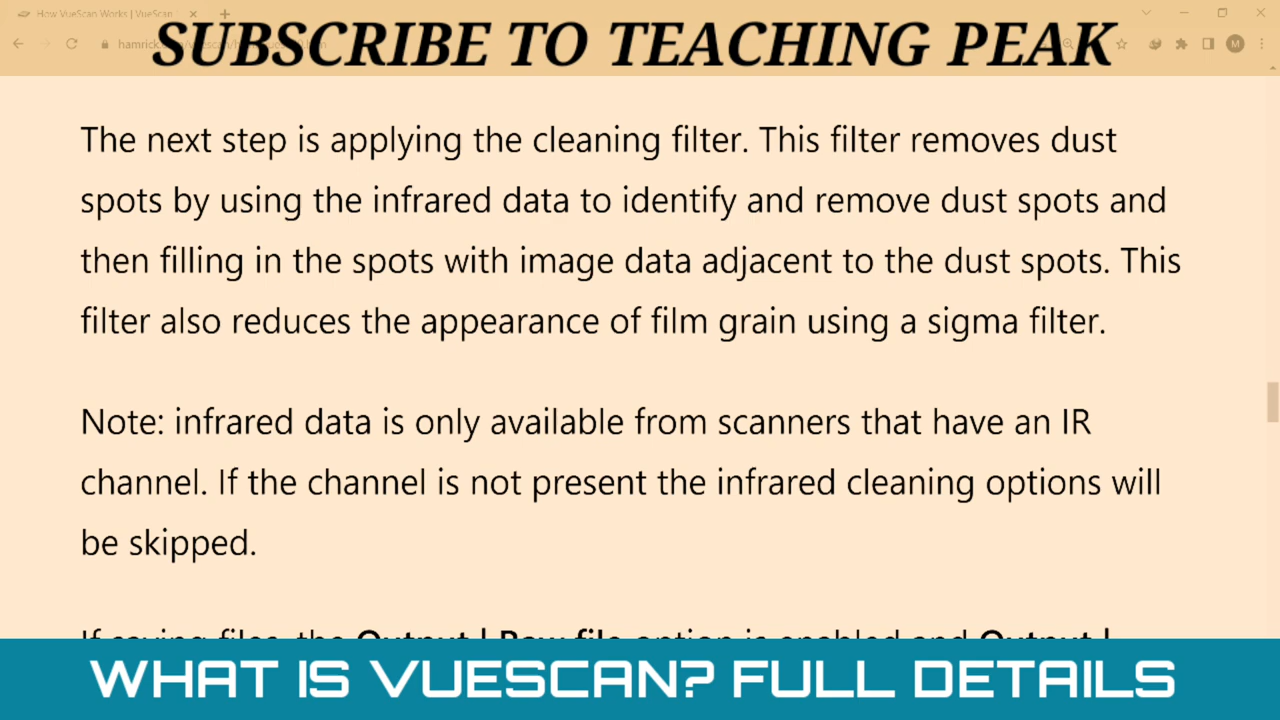 How VueScan Works | VueScan
SUBSCRIBE TO TEACHING PEAK
M
The next step is applying the cleaning filter. This filter removes dust
spots by using the infrared data to identify and remove dust spots and
then filling in the spots with image data adjacent to the dust spots. This
filter also reduces the appearance of film grain using a sigma filter.
Note: infrared data is only available from scanners that have an IR
channel. If the channel is not present the infrared cleaning options will
be skipped.
If saving files, the Output | Raw file option is enabled and Output |
WHAT IS VUESCAN? FULL DETAILS